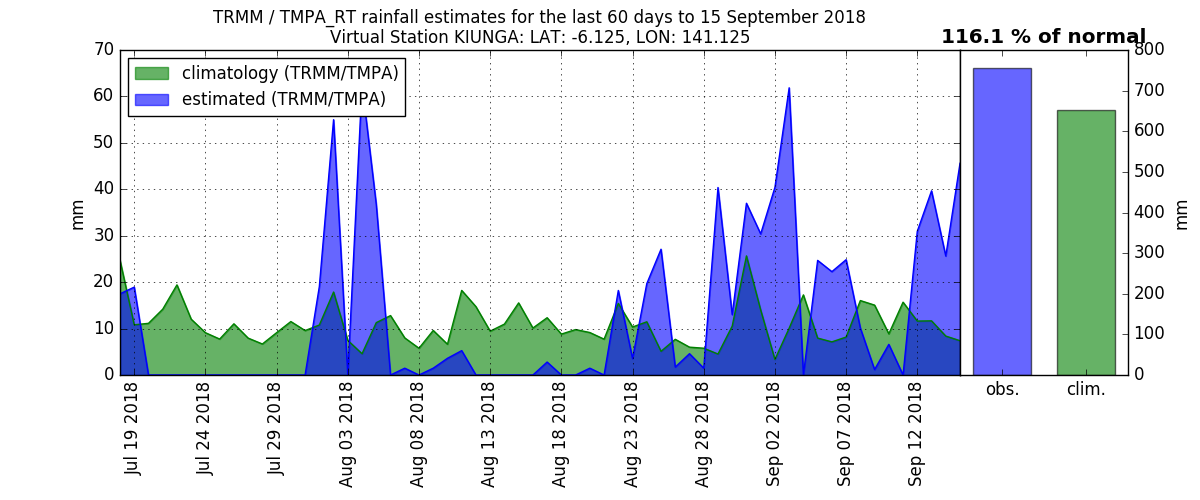 TRMM / TMPA_RT rainfall estimates for the last 60 days to 15 September 2018
Virtual Station KIUNGA: LAT: -6.125, LON: 141.125
116.1 % of normal
climatology (TRMM/TMPA)
estimated (TRMM/TMPA)
mm
70
60
50
40
30
20
10
0
Jul 19 2018
Jul 24 2018
Jul 29 2018
Aug 03 2018
Aug 08 2018
Aug 13 2018
Aug 18 2018
Aug 23 2018
Aug 28 2018
Sep 02 2018
Sep 07 2018
Sep 12 2018
obs.
clim.
800
700
600
500
400
300
200
100
0
mm